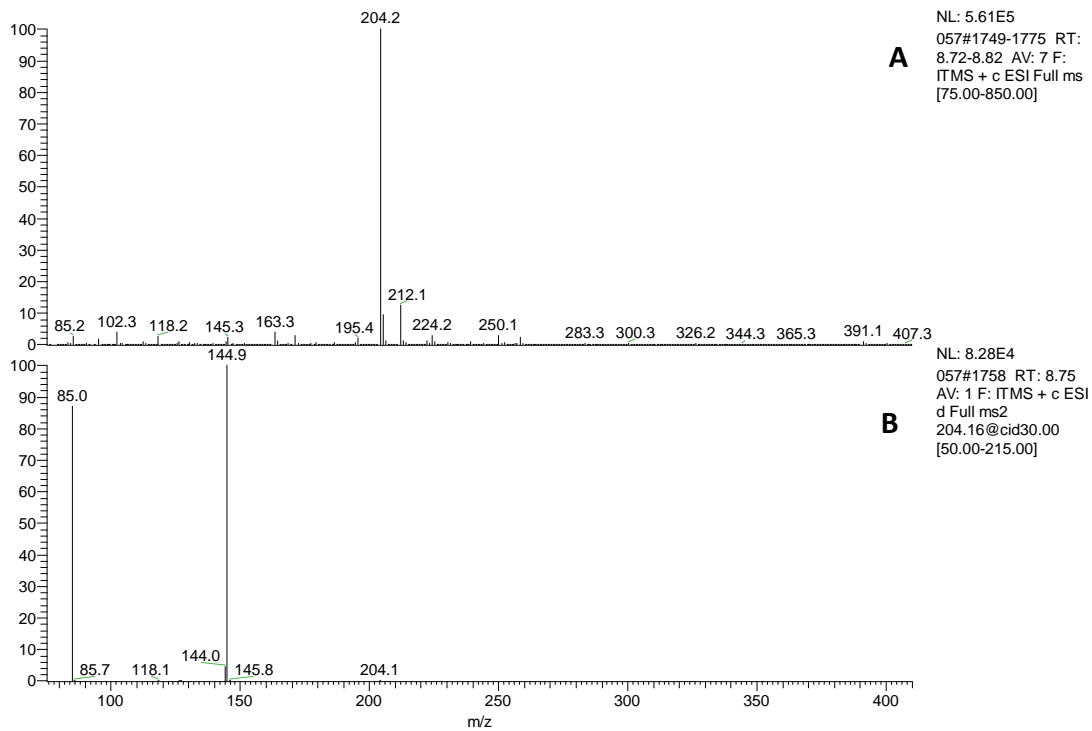 204.2
NL: 5.61E5
057#1749-1775 RT:
8.72-8.82 AV: 7 F:
ITMS + c ESI Full ms
[75.00-850.00]
A
100
90
80
70
60
50
40
30
20
10
0
85.2 102.3 118.2 145.3 163.3 195.4 212.1 224.2 250.1 283.3 300.3 326.2 344.3 365.3 391.1 407.3
144.9
NL: 8.28E4
057#1758 RT: 8.75
AV: 1 F: ITMS + c ESI
d Full ms2
204.16@cid30.00
[50.00-215.00]
B
100
90
80
70
60
50
40
30
20
10
0
85.0
85.7 118.1 144.0 145.8 204.1
100 150 200 250 300 350 400
m/z